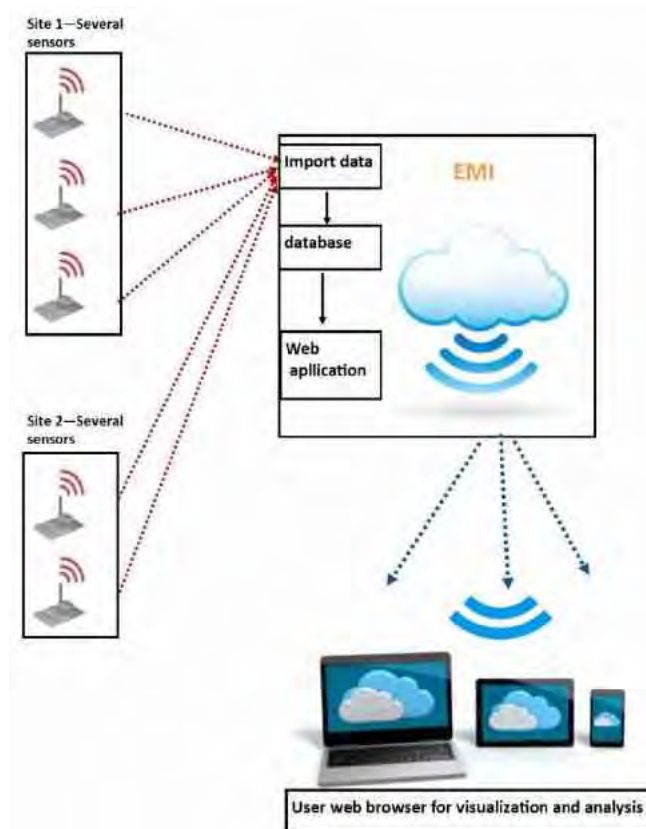 Site 1—Several
sensors
Import data
EMI
database
Web
apllication
Site 2—Several
sensors
User web browser for visualization and analysis